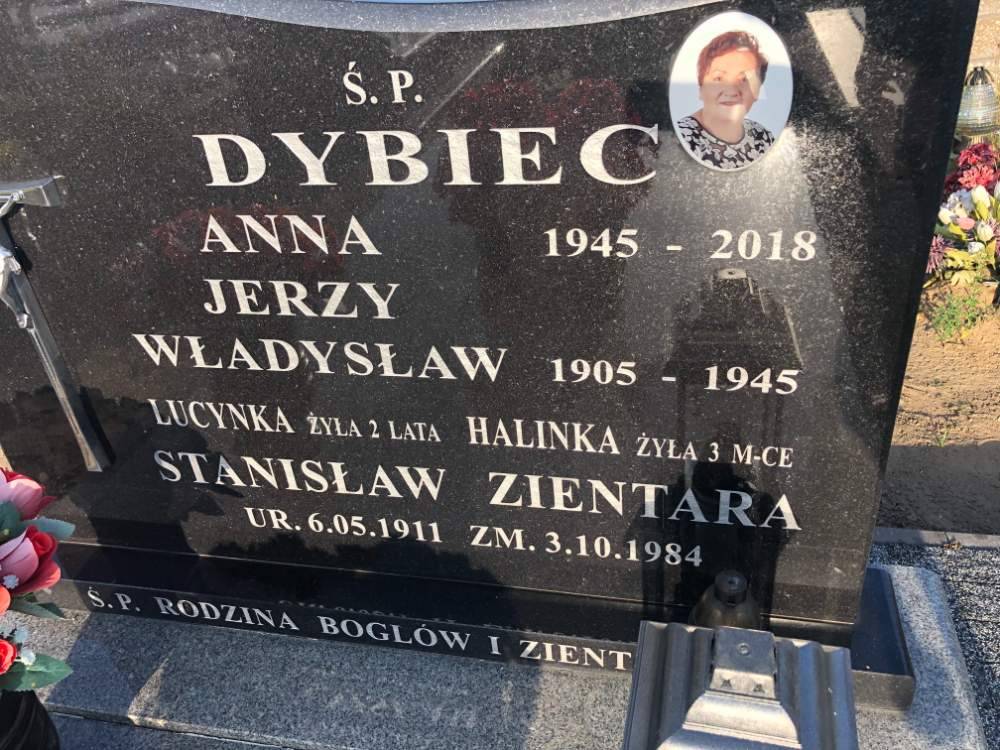 Ś. P.
DYBIEC
ANNA 1945 - 2018
JERZY
WŁADYSŁAW 1905 - 1945
LUCYNKA ŻYŁA 2 LATA HALINKA ŻYŁA 3 M-CE
STANISŁAW ZIENTARA
UR. 6.05.1911 ZM. 3.10.1984
Ś.P. RODZINA BOGLÓW I